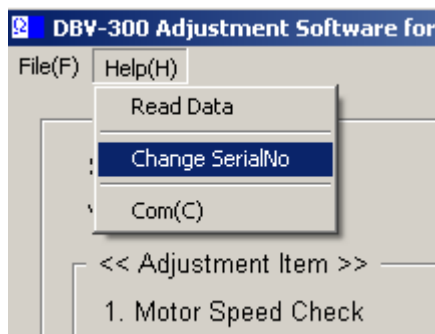 DBV-300 Adjustment Software for
File(F) Help(H)
Read Data
Change SerialNo
Com(C)
<< Adjustment Item >>
1. Motor Speed Check